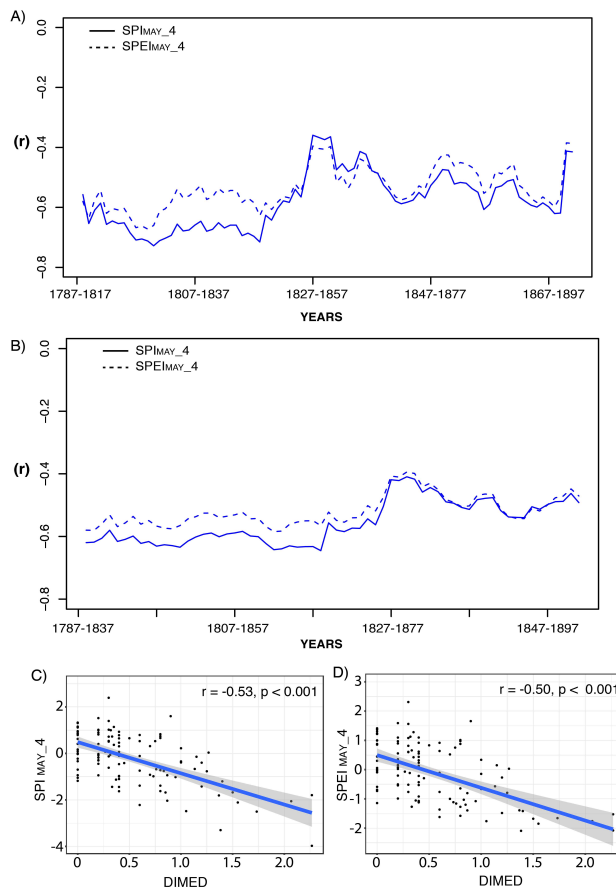 A)
SPIMAY_4
SPEIMAY_4
0.0
−0.2
−0.4
−0.6
−0.8
(r)
1787-1817 1807-1837 1827-1857 1847-1877 1867-1897
YEARS
B)
SPIMAY_4
SPEIMAY_4
0.0
−0.2
−0.4
−0.6
−0.8
(r)
1787-1837 1807-1857 1827-1877 1847-1897
YEARS
C)
r = -0.53, p < 0.001
2
0
-2
-4
SPI MAY_4
0 0.5 1.0 1.5 2.0
DIMED
D)
r = -0.50, p < 0.001
3
2
1
0
-1
-2
SPEI MAY_4
0 0.5 1.0 1.5 2.0
DIMED